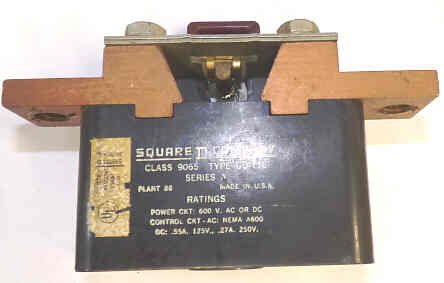 SQUARE D COMPANY
CLASS 9065 TYPE
SERIES A
PLANT 88 MADE IN U.S.A.
RATINGS
POWER CKT: 600 V. AC OR DC
CONTROL CKT-AC: NEMA A600
DC: .55A. 125V., .27A. 250V.